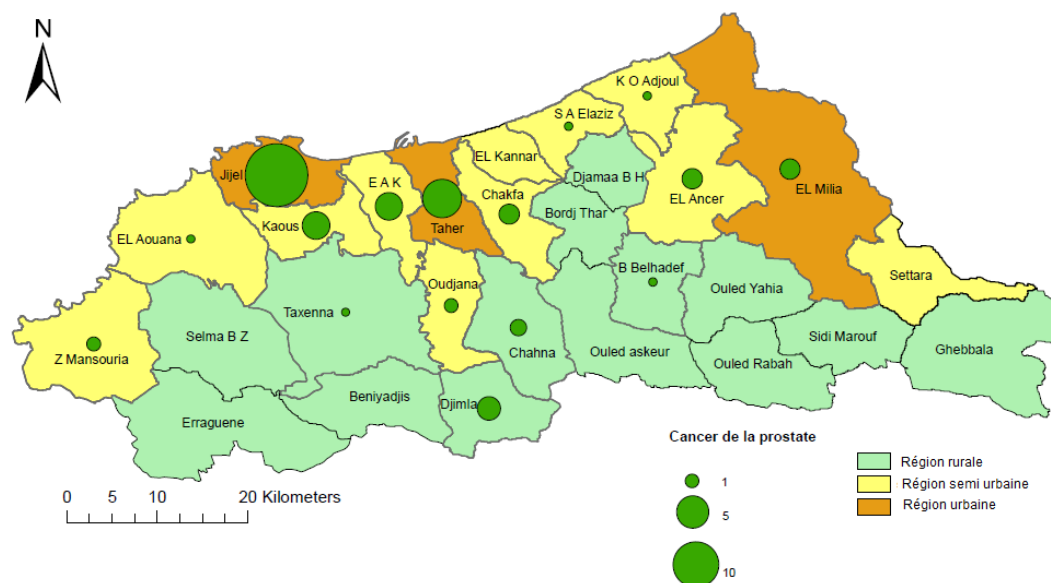 N
K O Adjoul
S A Elaziz
EL Kannar
Jijel
E A K
Djamaa B H
EL Milia
Chakfa
EL Ancer
Bordj Thar
Kaous
Taher
EL Aouana
B Belhadef
Settara
Oudjana
Ouled Yahia
Taxenna
Selma B Z
Sidi Marouf
Z Mansouria
Chahna
Ouled askeur
Ghebbala
Ouled Rabah
Beniyadjis
Djimla
Erraguene
Cancer de la prostate
1
5
10
Région rurale
Région semi urbaine
Région urbaine
0 5 10 20 Kilometers